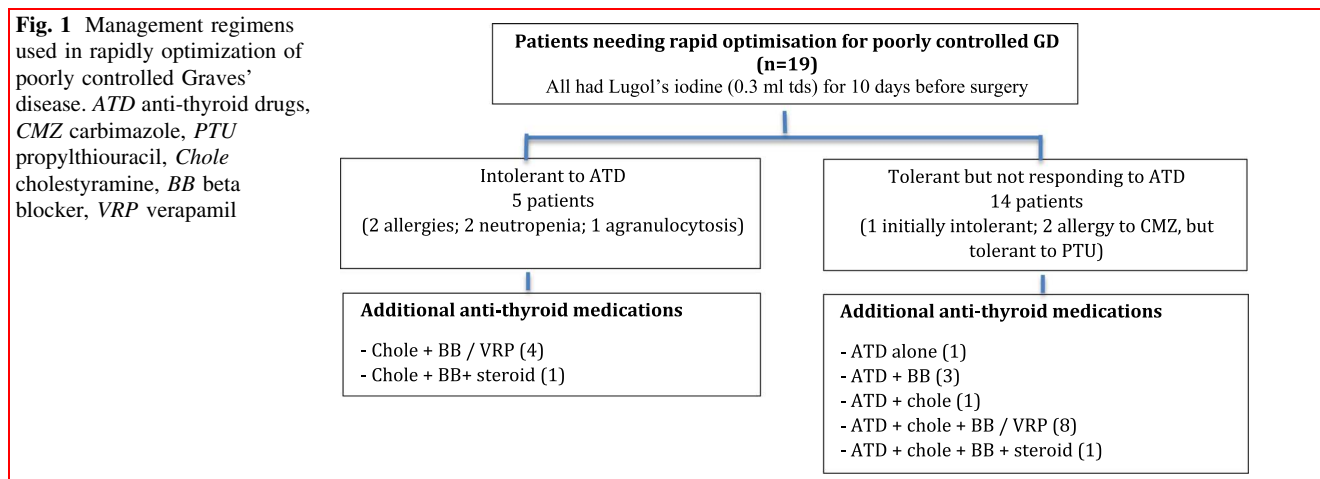 Fig. 1 Management regimens
used in rapidly optimization of
poorly controlled Graves'
disease. ATD anti-thyroid drugs,
CMZ carbimazole, PTU
propylthiouracil, Chole
cholestyramine, BB beta
blocker, VRP verapamil
Patients needing rapid optimisation for poorly controlled GD
(n=19)
All had Lugol's iodine (0.3 ml tds) for 10 days before surgery
Intolerant to ATD
5 patients
(2 allergies; 2 neutropenia; 1 agranulocytosis)
Tolerant but not responding to ATD
14 patients
(1 initially intolerant; 2 allergy to CMZ, but
tolerant to PTU)
Additional anti-thyroid medications
- Chole + BB / VRP (4)
- Chole + BB+ steroid (1)
Additional anti-thyroid medications
- ATD alone (1)
- ATD + BB (3)
- ATD + chole (1)
- ATD + chole + BB / VRP (8)
- ATD + chole + BB + steroid (1)